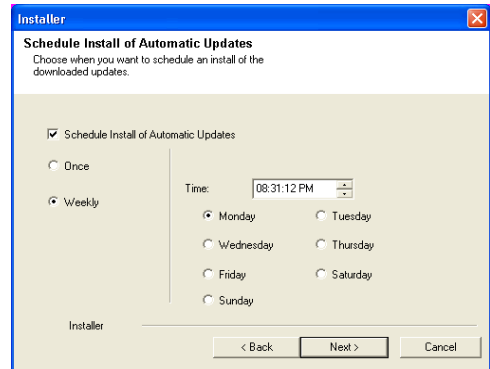 Installer
Schedule Install of Automatic Updates
Choose when you want to schedule an install of the
downloaded updates.
Schedule Install of Automatic Updates
Once
Weekly
Time: 08:31:12 PM
Monday Tuesday
Wednesday Thursday
Friday Saturday
Sunday
Installer
< Back Next > Cancel